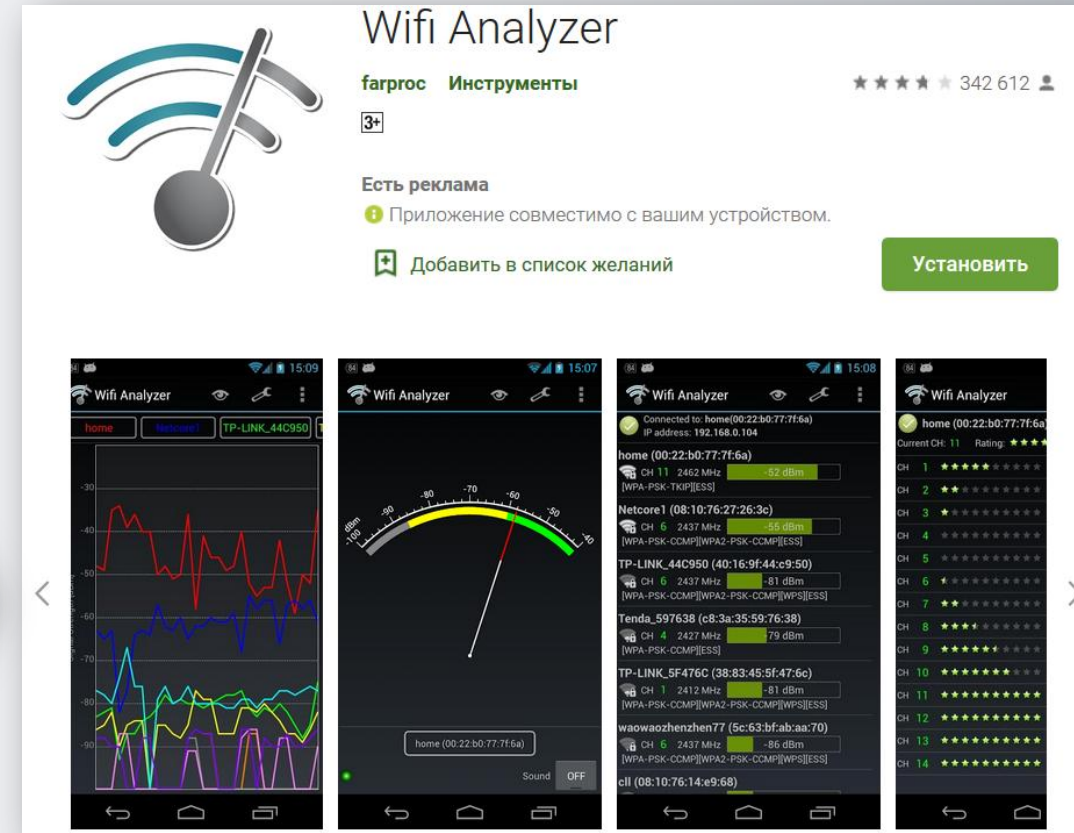 Wifi Analyzer
farproc Инструменты
342 612
3+
Есть реклама
Приложение совместимо с вашим устройством.
Добавить в список желаний
Установить
84 15:09
Wifi Analyzer
home Netcore1 TP-LINK_44C950
-30
-40
-50
-60
-70
-80
-90
84 15:07
Wifi Analyzer
dBm -100 -90 -80 -70 -60 -50 -40
home (00:22:b0:77:7f:6a)
Sound OFF
84 15:08
Wifi Analyzer
Connected to: home(00:22:b0:77:7f:6a)
IP address: 192.168.0.104
home (00:22:b0:77:7f:6a)
CH 11 2462 MHz -52 dBm
[WPA-PSK-TKIP][ESS]
Netcore1 (08:10:76:27:26:3c)
CH 6 2437 MHz -55 dBm
[WPA-PSK-CCMP][WPA2-PSK-CCMP][ESS]
TP-LINK_44C950 (40:16:9f:44:c9:50)
CH 6 2437 MHz -81 dBm
[WPA-PSK-CCMP][WPA2-PSK-CCMP][WPS][ESS]
Tenda_597638 (c8:3a:35:59:76:38)
CH 4 2427 MHz -79 dBm
[WPA-PSK-CCMP][ESS]
TP-LINK_5F476C (38:83:45:5f:47:6c)
CH 1 2412 MHz -81 dBm
[WPA-PSK-CCMP][WPA2-PSK-CCMP][WPS][ESS]
waowaozhenzhen77 (5c:63:bf:ab:aa:70)
CH 6 2437 MHz -86 dBm
[WPA-PSK-CCMP][WPA2-PSK-CCMP][WPS][ESS]
cll (08:10:76:14:e9:68)
84
Wifi Analyzer
home (00:22:b0:77:7f:6a)
Current CH: 11 Rating:
CH 1
CH 2
CH 3
CH 4
CH 5
CH 6
CH 7
CH 8
CH 9
CH 10
CH 11
CH 12
CH 13
CH 14